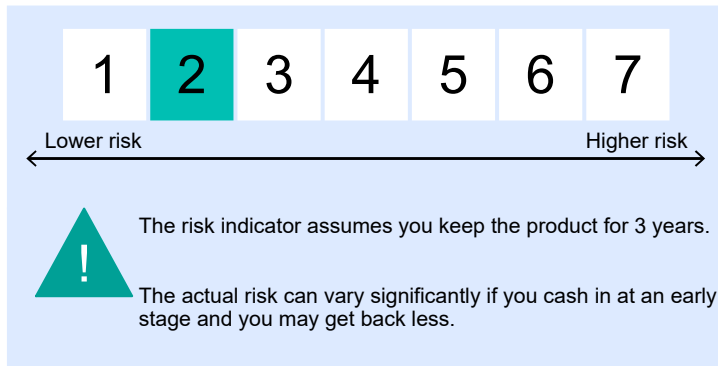 1 2 3 4 5 6 7
Lower risk Higher risk
!
The risk indicator assumes you keep the product for 3 years.
The actual risk can vary significantly if you cash in at an early
stage and you may get back less.